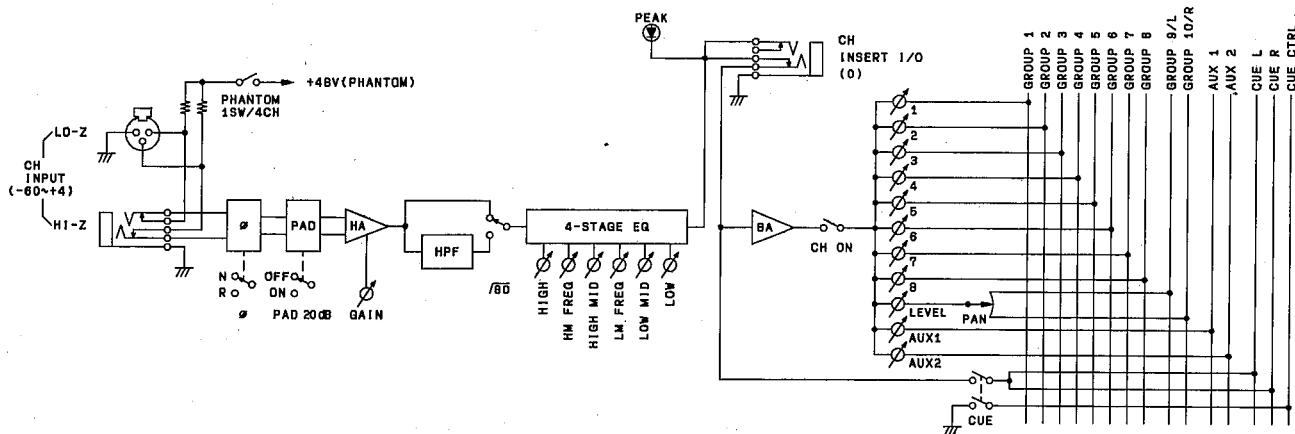 PEAK
CH
INSERT I/O
(0)
+48V(PHANTOM)
PHANTOM
1SW/4CH
LO-Z
CH
INPUT
(-60~+4)
HI-Z
ø
PAD
HA
HPF
4-STAGE EQ
BA
CH ON
N
R
ø
OFF
ON
PAD 20dB
GAIN
√80
HIGH
HM FREQ
HIGH MID
LM FREQ
LOW MID
LOW
1
2
3
4
5
6
7
8
LEVEL
PAN
AUX1
AUX2
CUE
GROUP 1
GROUP 2
GROUP 3
GROUP 4
GROUP 5
GROUP 6
GROUP 7
GROUP 8
GROUP 9/L
GROUP 10/R
AUX 1
AUX 2
CUE L
CUE R
CUE CTRL